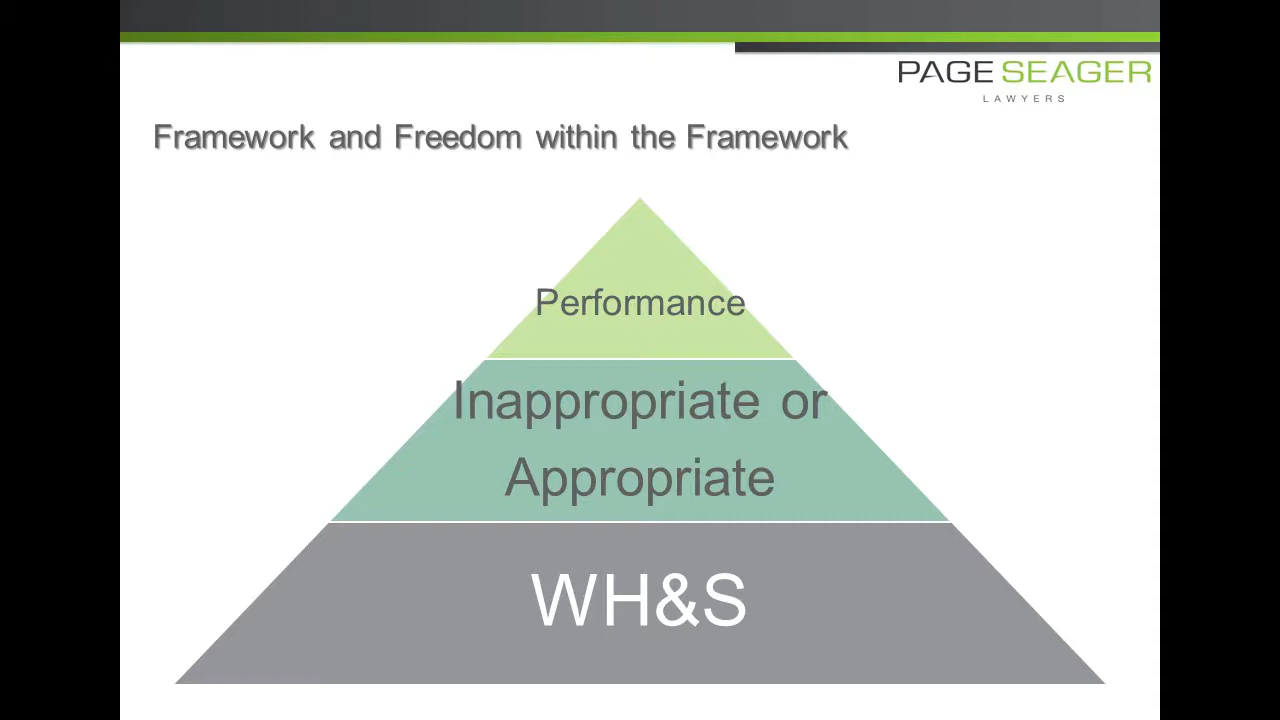 PAGE SEAGER
LAWYERS
Framework and Freedom within the Framework
Performance
Inappropriate or
Appropriate
WH&S